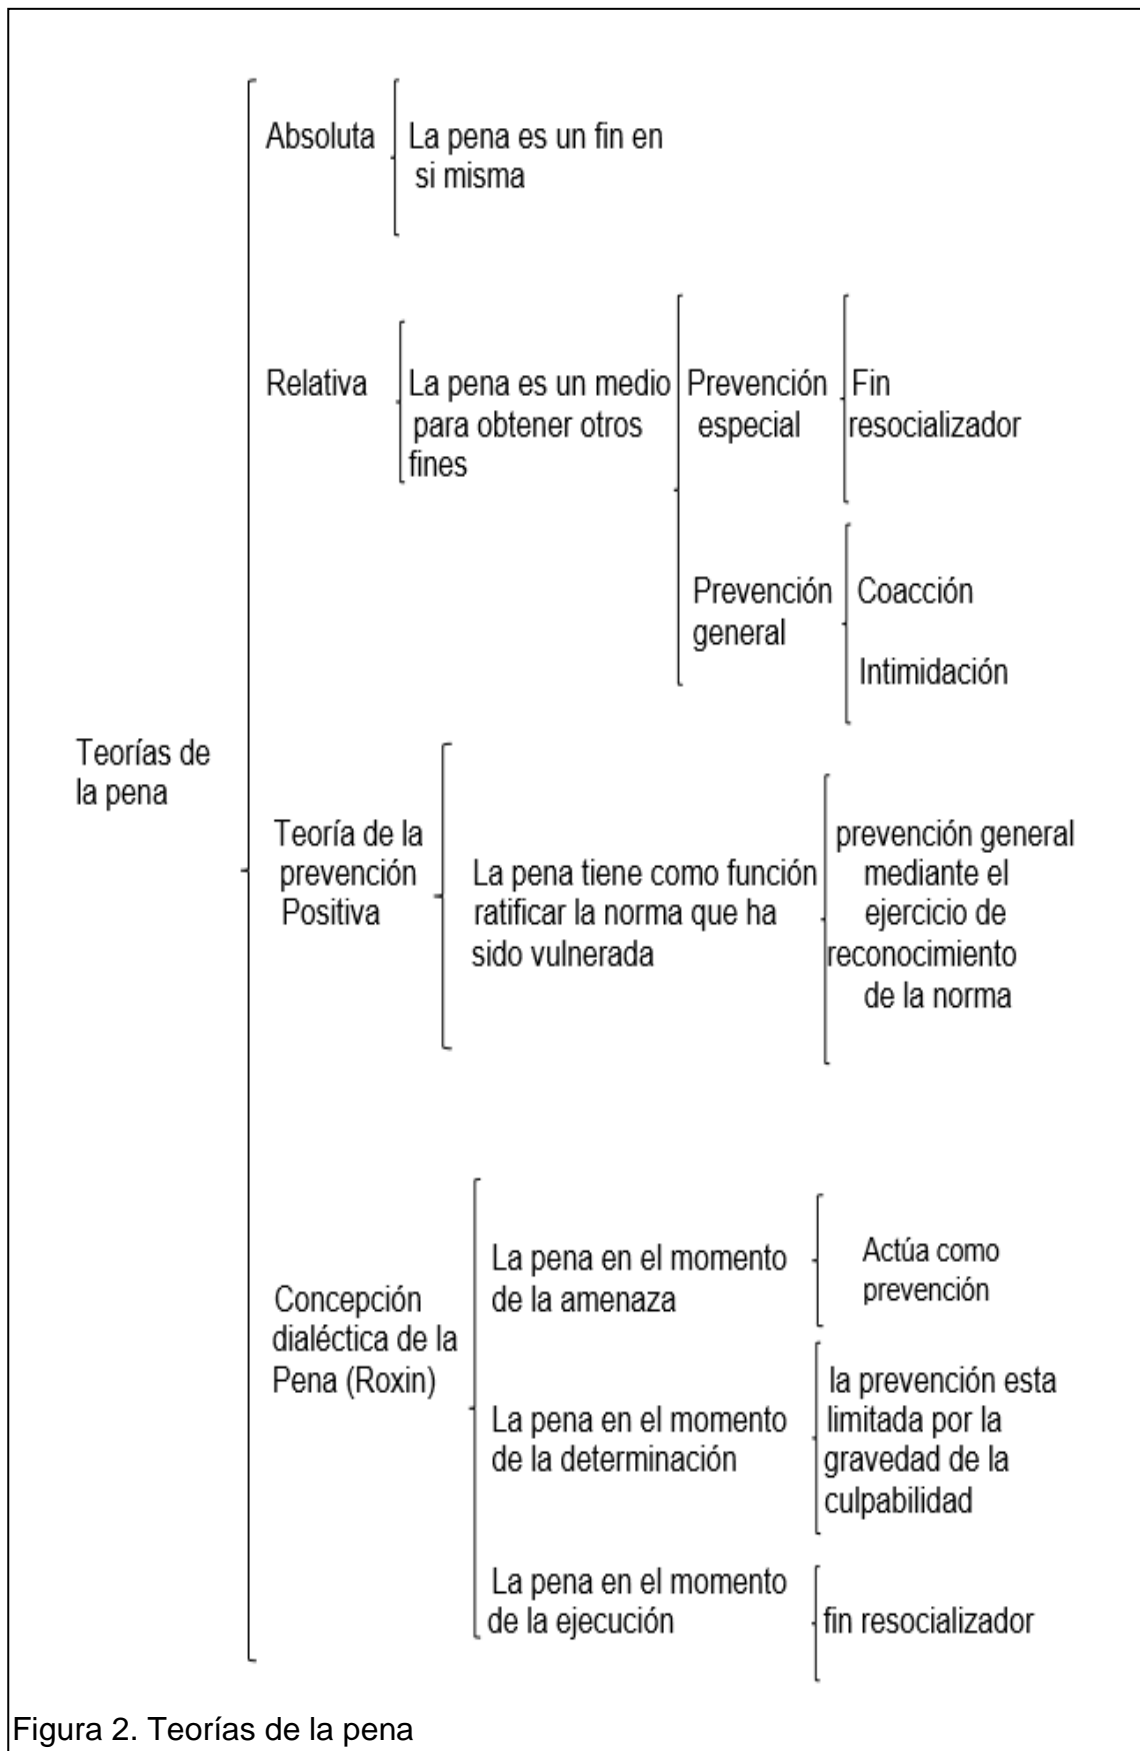 Absoluta
La pena es un fin en
si misma
Relativa
La pena es un medio
para obtener otros
fines
Prevención
especial
Fin
resocializador
Prevención
general
Coacción
Intimidación
Teorías de
la pena
Teoría de la
prevención
Positiva
La pena tiene como función
ratificar la norma que ha
sido vulnerada
prevención general
mediante el
ejercicio de
reconocimiento
de la norma
Concepción
dialéctica de la
Pena (Roxin)
La pena en el momento
de la amenaza
Actúa como
prevención
La pena en el momento
de la determinación
la prevención esta
limitada por la
gravedad de la
culpabilidad
La pena en el momento
de la ejecución
fin resocializador
Figura 2. Teorías de la pena